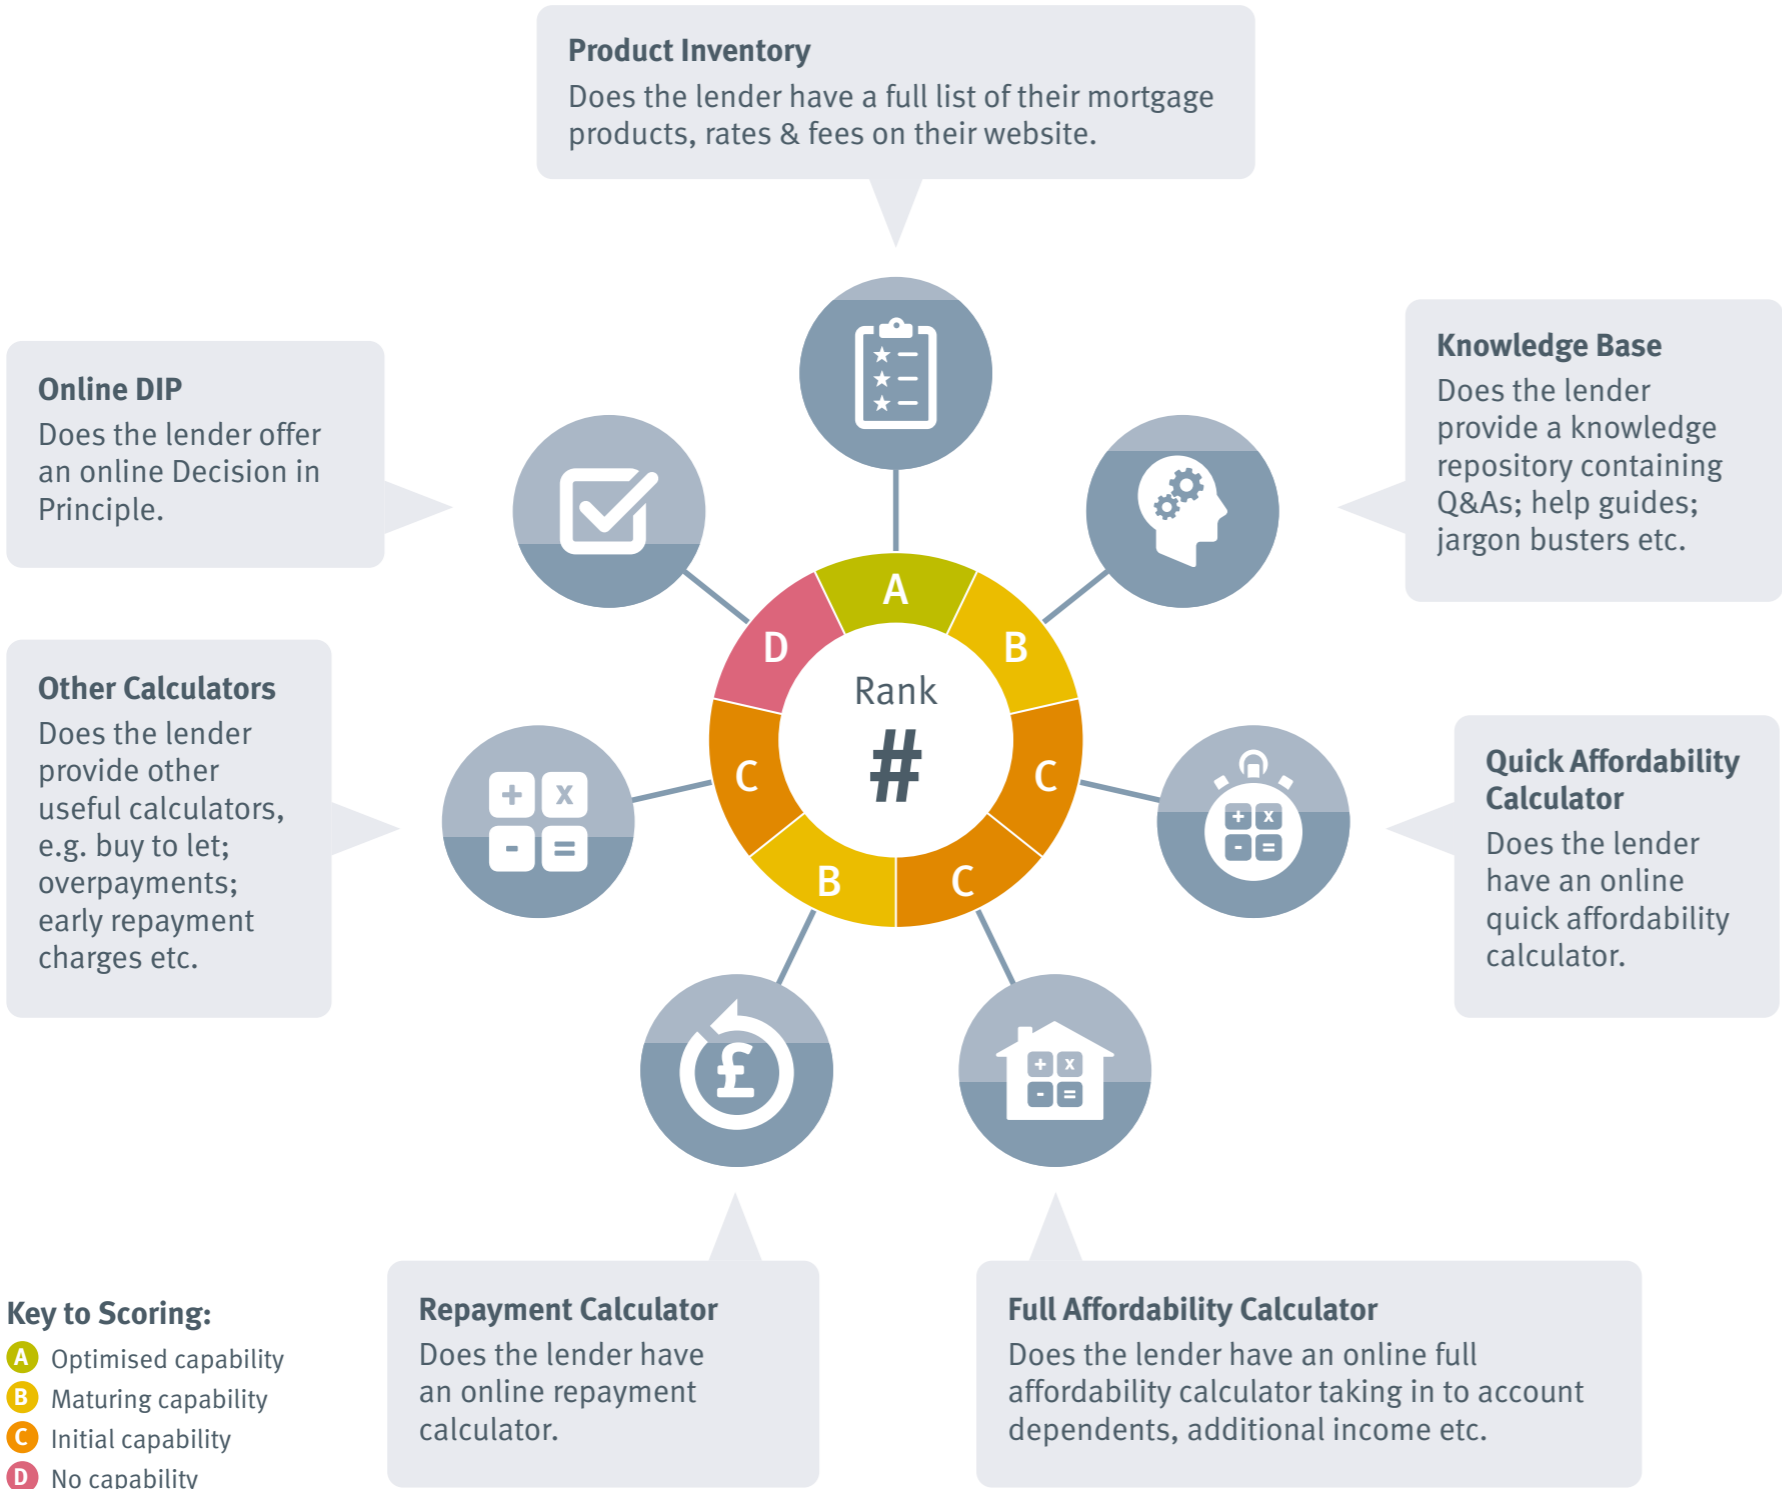 Product Inventory
Does the lender have a full list of their mortgage
products, rates & fees on their website.
Knowledge Base
Does the lender
provide a knowledge
repository containing
Q&As; help guides;
jargon busters etc.
Online DIP
Does the lender offer
an online Decision in
Principle.
A
B
D
Rank
#
C
C
B
C
Other Calculators
Does the lender
provide other
useful calculators,
e.g. buy to let;
overpayments;
early repayment
charges etc.
+ x
- =
Quick Affordability
Calculator
Does the lender
have an online
quick affordability
calculator.
+ x
- =
£
+ x
- =
Repayment Calculator
Does the lender have
an online repayment
calculator.
Full Affordability Calculator
Does the lender have an online full
affordability calculator taking in to account
dependents, additional income etc.
Key to Scoring:
A Optimised capability
B Maturing capability
C Initial capability
D No capability